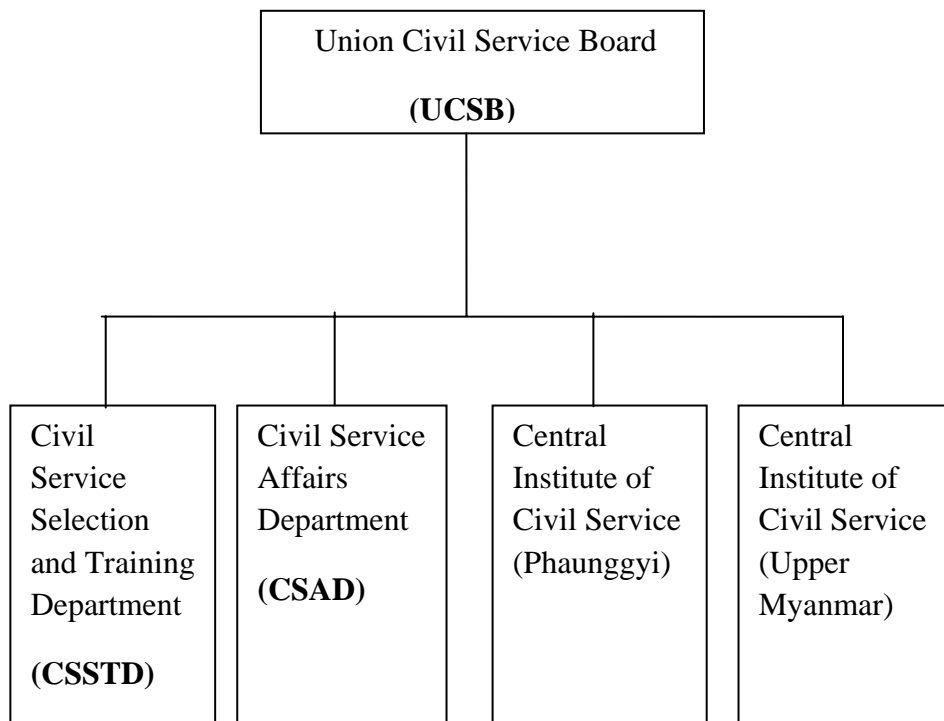 Union Civil Service Board
(UCSB)
Civil
Service
Selection
and Training
Department
(CSSTD)
Civil Service
Affairs
Department
(CSAD)
Central
Institute of
Civil Service
(Phaunggyi)
Central
Institute of
Civil Service
(Upper
Myanmar)